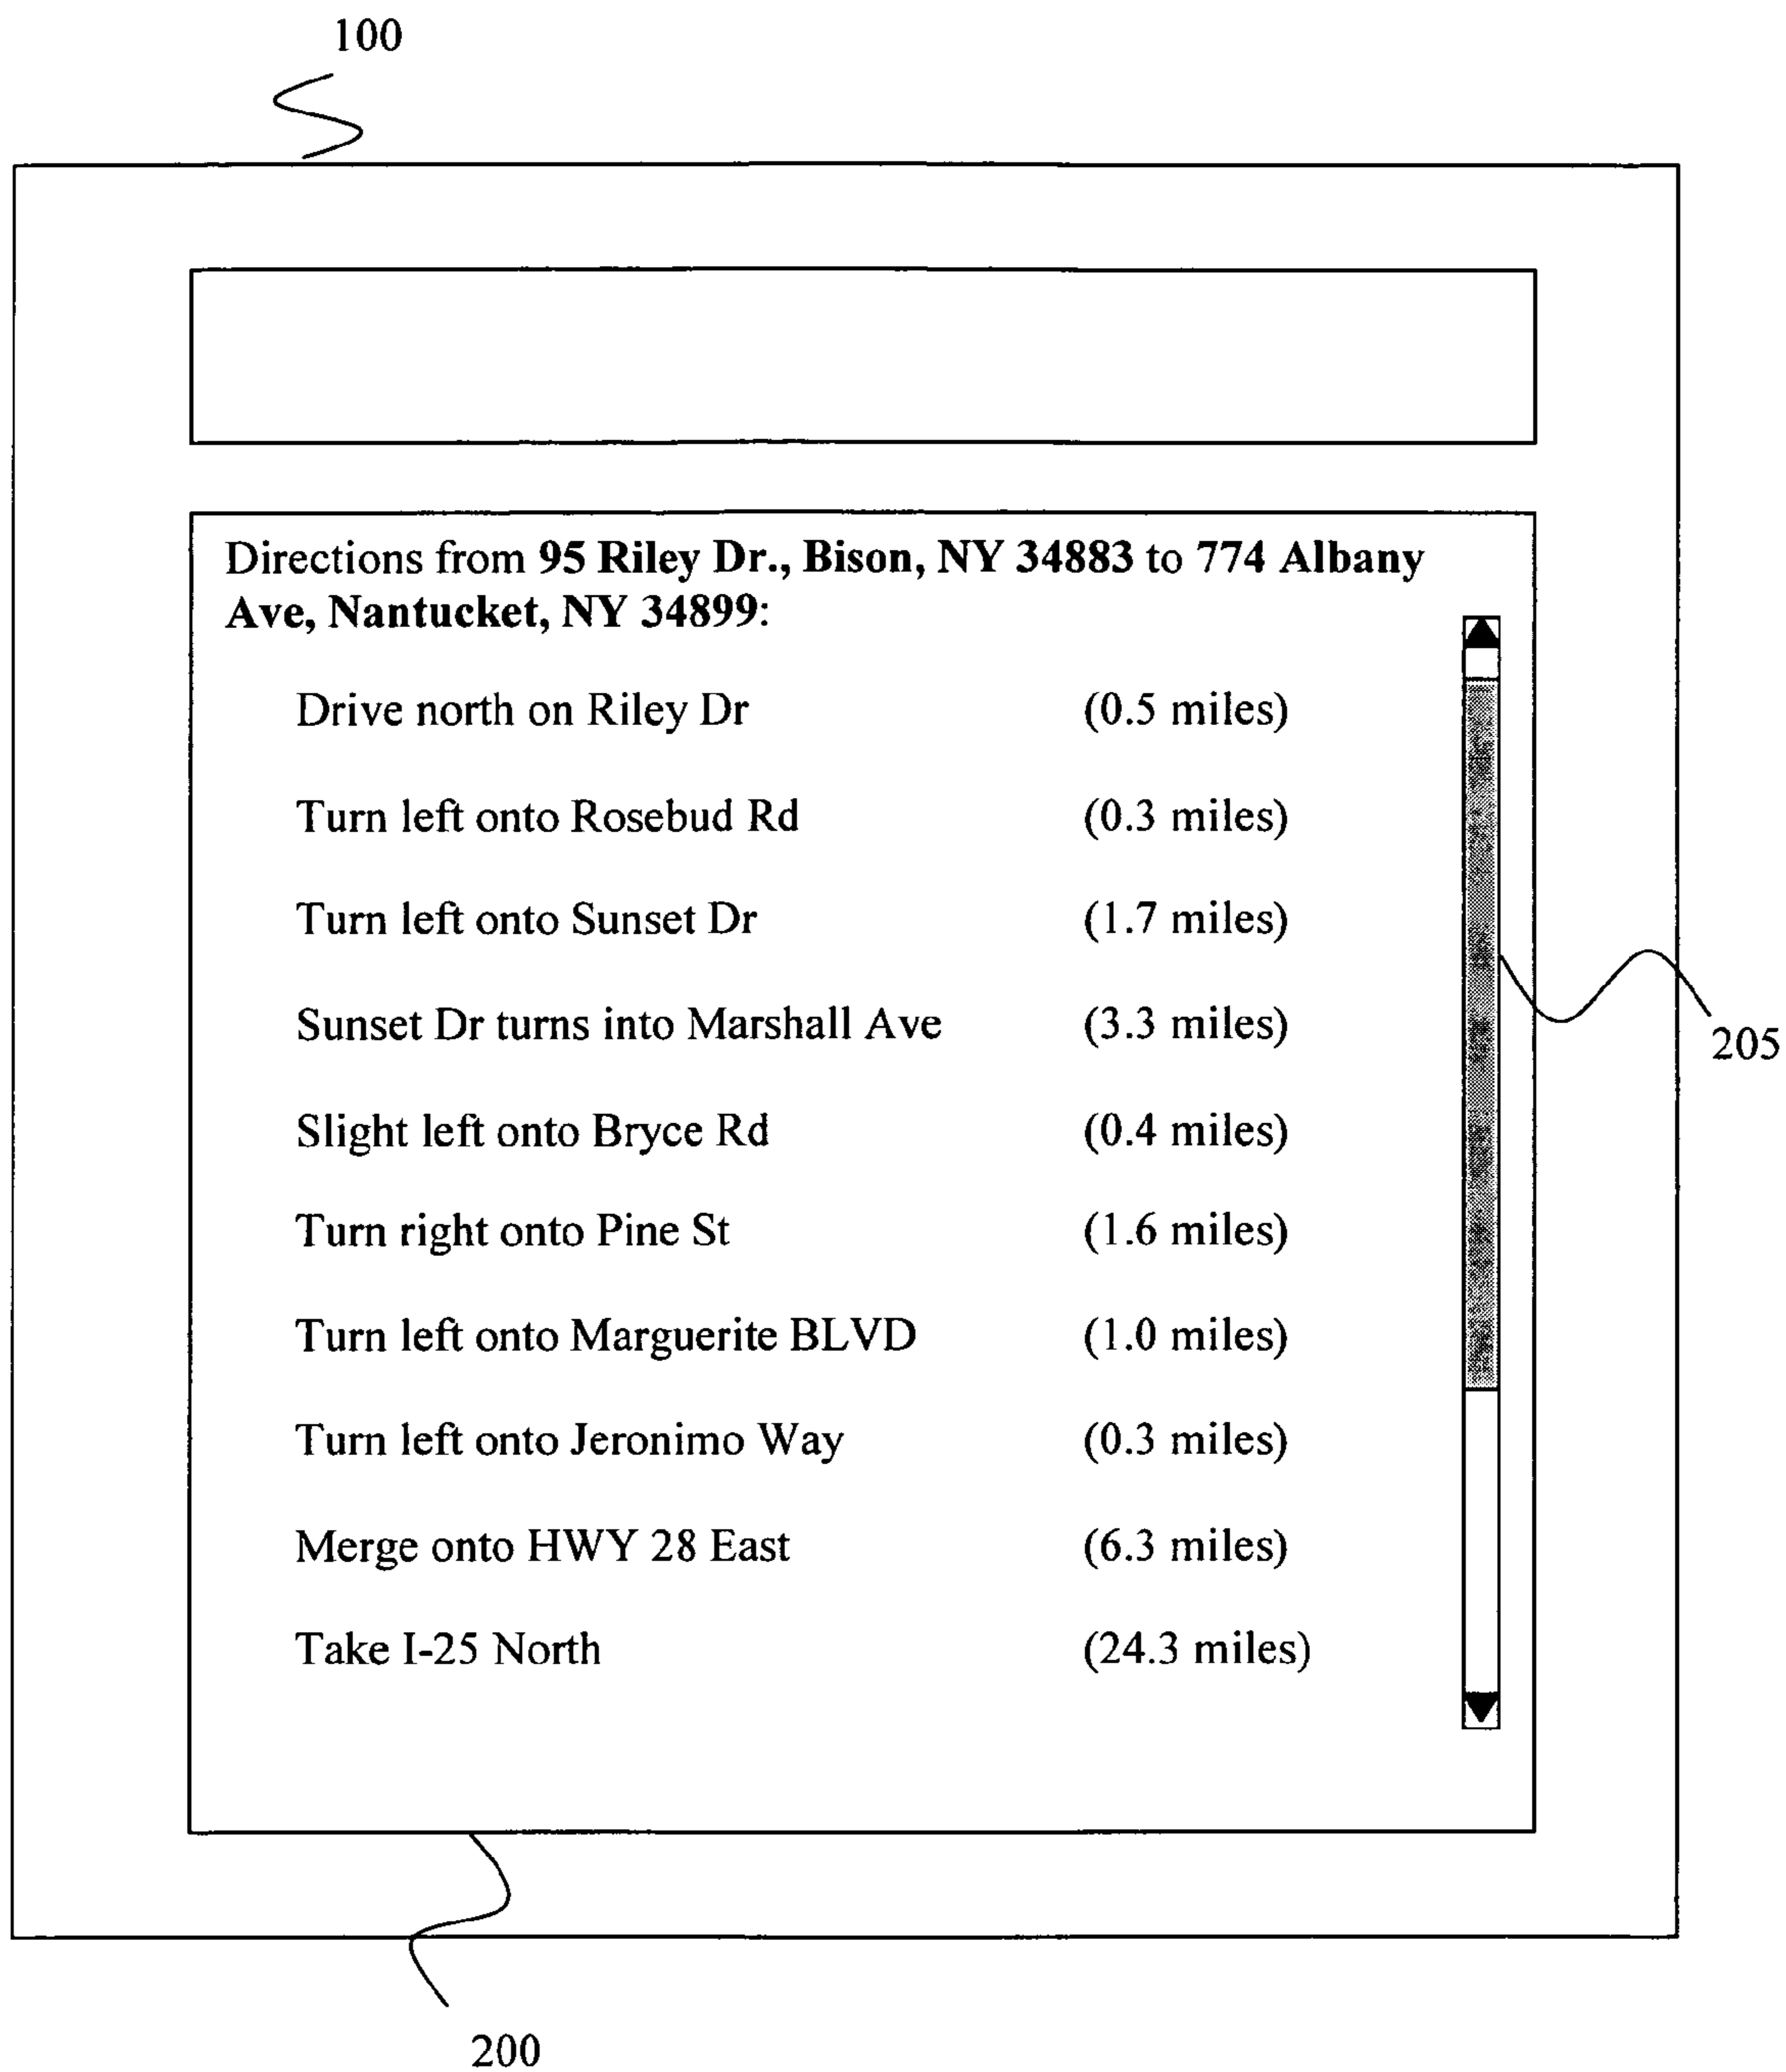 100
Directions from 95 Riley Dr., Bison, NY 34883 to 774 Albany
Ave, Nantucket, NY 34899:
Drive north on Riley Dr (0.5 miles)
Turn left onto Rosebud Rd (0.3 miles)
Turn left onto Sunset Dr (1.7 miles)
Sunset Dr turns into Marshall Ave (3.3 miles)
205
Slight left onto Bryce Rd (0.4 miles)
Turn right onto Pine St (1.6 miles)
Turn left onto Marguerite BLVD (1.0 miles)
Turn left onto Jeronimo Way (0.3 miles)
Merge onto HWY 28 East (6.3 miles)
Take I-25 North (24.3 miles)
200